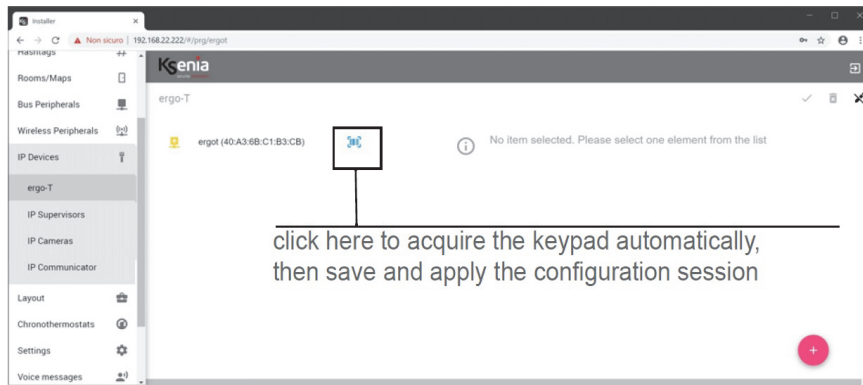 Installer
Non sicuro | 192.168.22.222/#/prg/ergot
Hashtags
Ksenia
Rooms/Maps
ergo-T
Bus Peripherals
Wireless Peripherals
ergot (40:A3:6B:C1:B3:CB)
No item selected. Please select one element from the list
IP Devices
ergo-T
IP Supervisors
IP Cameras
IP Communicator
click here to acquire the keypad automatically,
then save and apply the configuration session
Layout
Chronothermostats
Settings
Voice messages